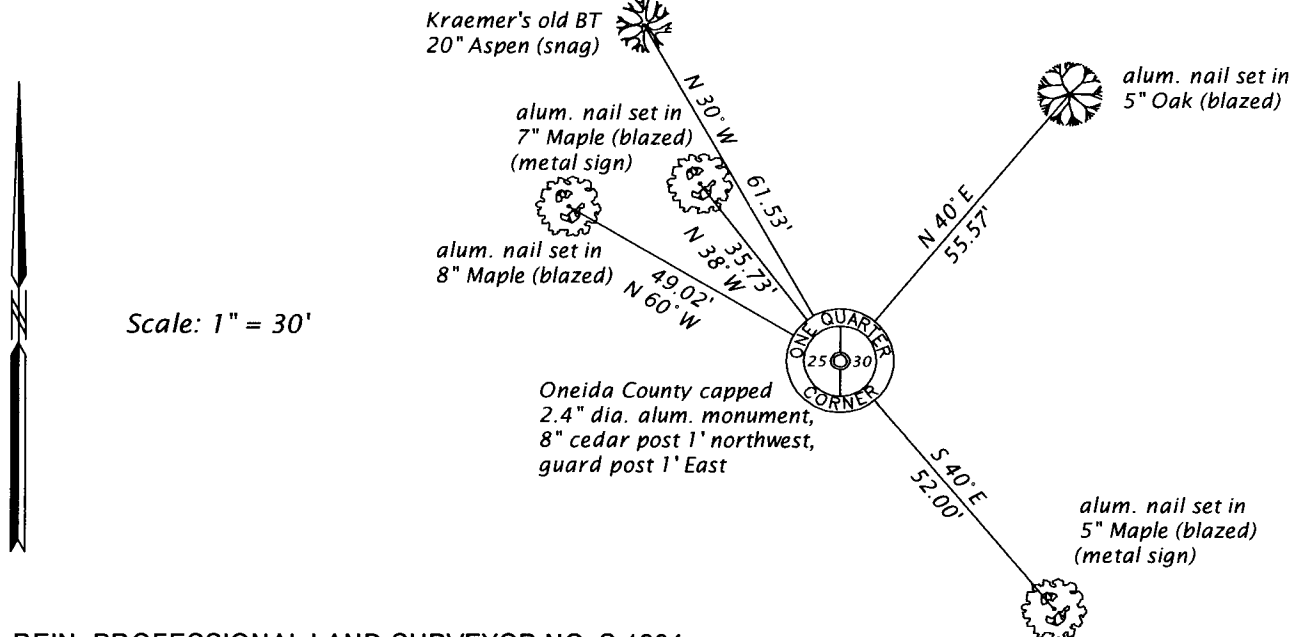 Kraemer's old BT
20" Aspen (snag)
N 30° W
61.53'
alum. nail set in
5" Oak (blazed)
alum. nail set in
7" Maple (blazed)
(metal sign)
N 40° E
55.57'
35.73'
N 38° W
alum. nail set in
8" Maple (blazed)
49.02'
N 60° W
Scale: 1" = 30'
ONE QUARTER
25 30
CORNER
Oneida County capped
2.4" dia. alum. monument,
8" cedar post 1' northwest,
guard post 1' East
S 40° E
52.00'
alum. nail set in
5" Maple (blazed)
(metal sign)